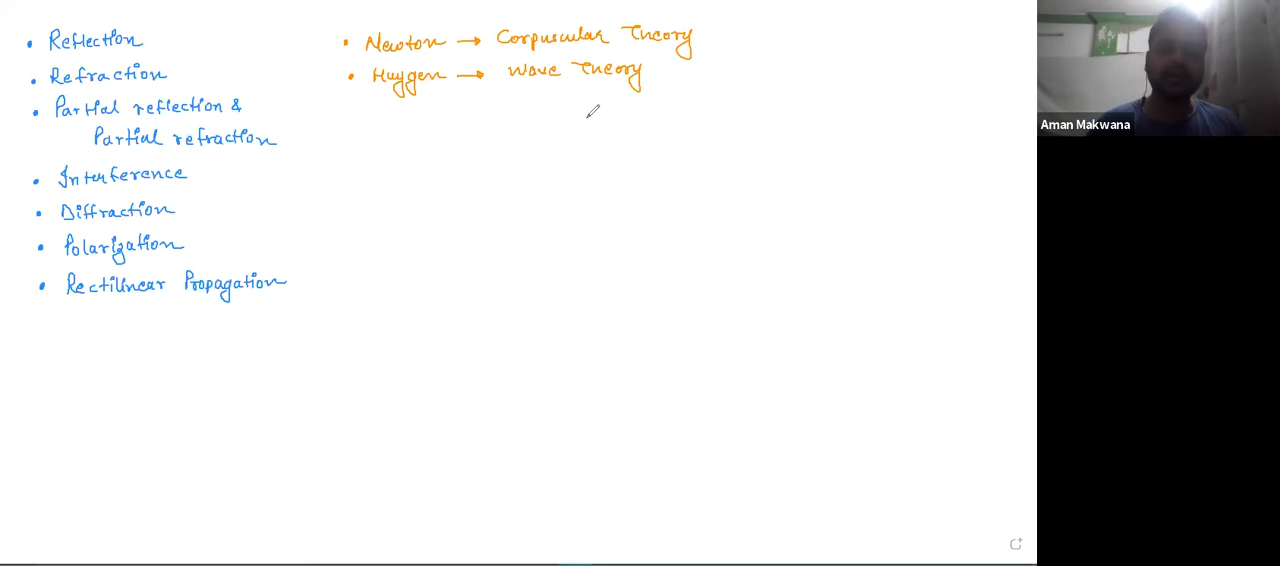 • Reflection
• Refraction
• Partial reflection &
Partial refraction
• Interference
• Diffraction
• Polarization
• Rectilinear Propagation
• Newton → Corpuscular Theory
• Huygen → Wave Theory
Aman Makwana